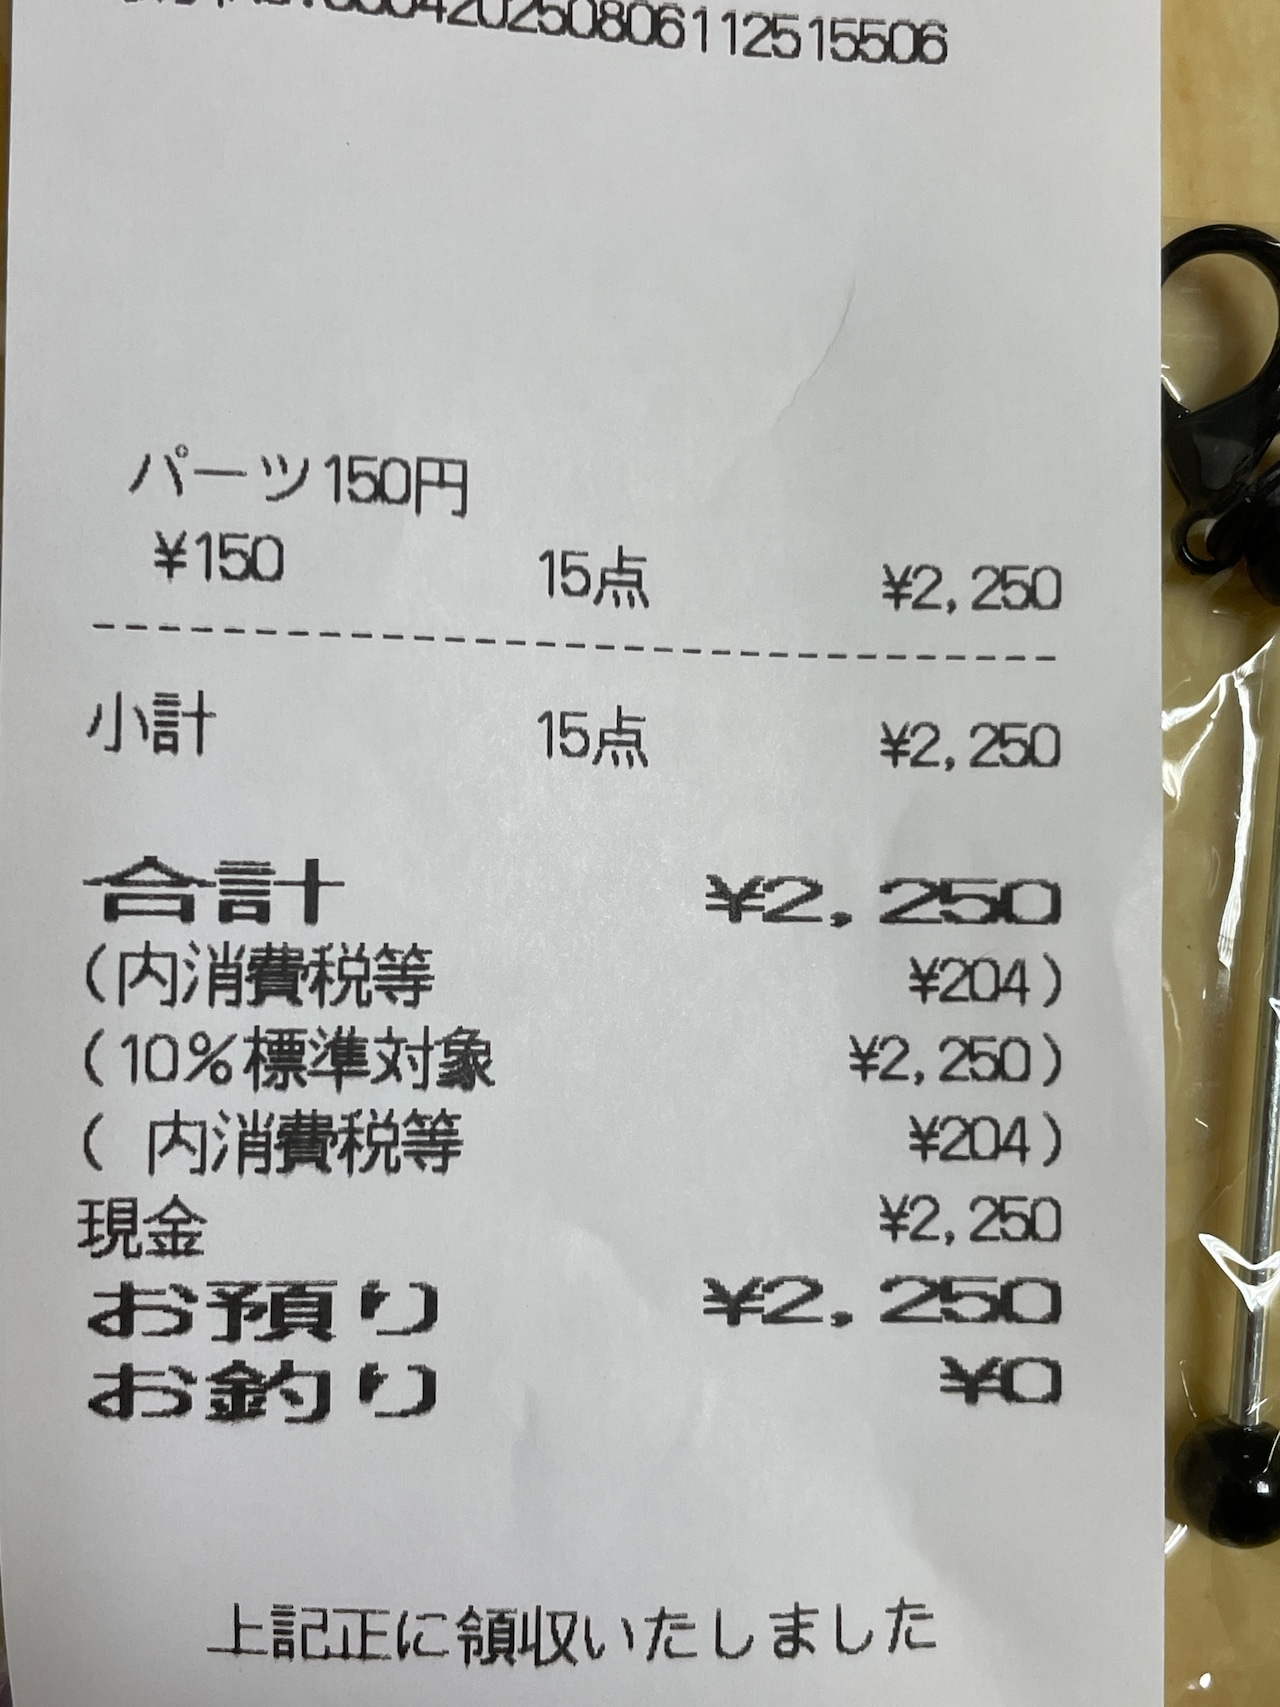 4202508061125155​06
パーツ150円
¥150 15点 ¥2,250
小計 15点 ¥2,250
合計 ¥2,250
(内消費税等 ¥204)
(10%標準対象 ¥2,250)
( 内消費税等 ¥204)
現金 ¥2,250
お預り ¥2,250
お釣り ¥0
上記正に領収いたしました